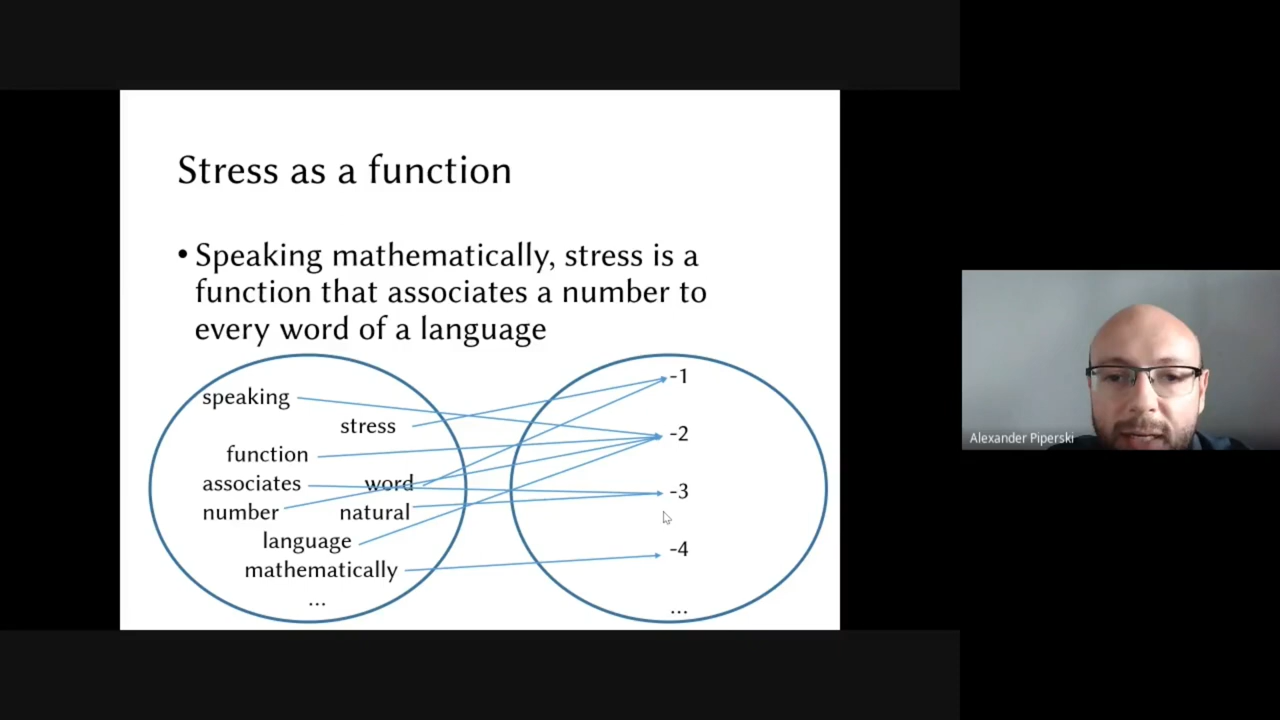 Stress as a function
• Speaking mathematically, stress is a
function that associates a number to
every word of a language
speaking
stress
function
associates word
number natural
language
mathematically
...
-1
-2
-3
-4
...
Alexander Piperski